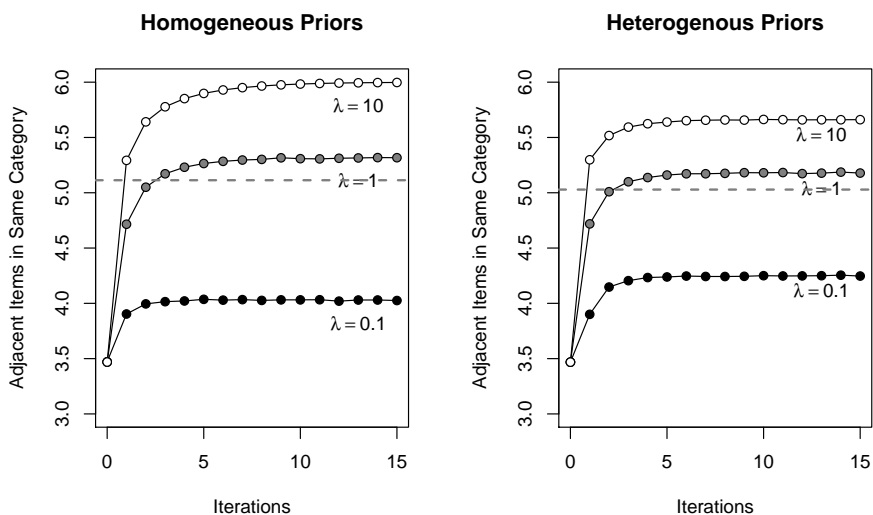 Homogeneous Priors
Adjacent Items in Same Category
6.0
5.5
5.0
4.5
4.0
3.5
3.0
λ = 10
λ = 1
λ = 0.1
0 5 10 15
Iterations
Heterogenous Priors
Adjacent Items in Same Category
6.0
5.5
5.0
4.5
4.0
3.5
3.0
λ = 10
λ = 1
λ = 0.1
0 5 10 15
Iterations